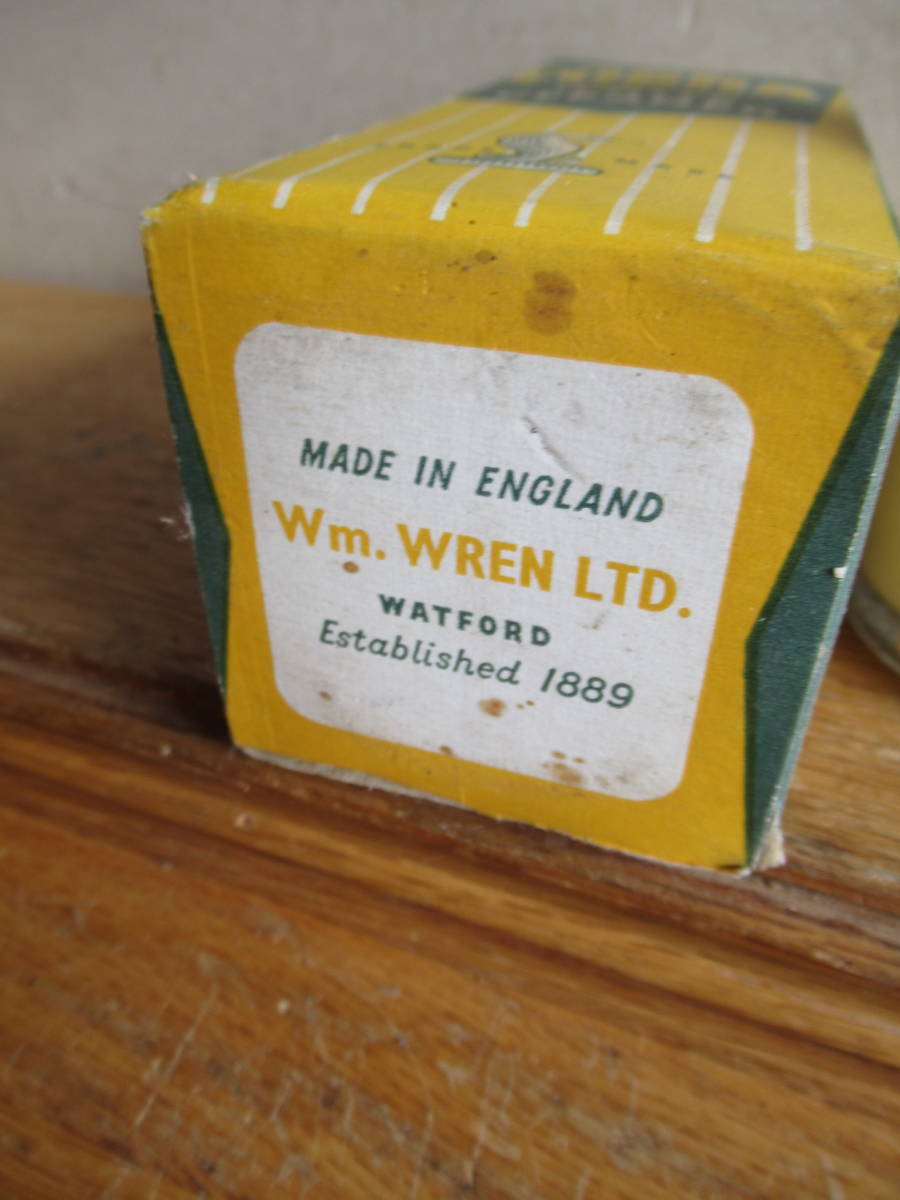 MADE IN ENGLAND
Wm. WREN LTD.
WATFORD
Established 1889